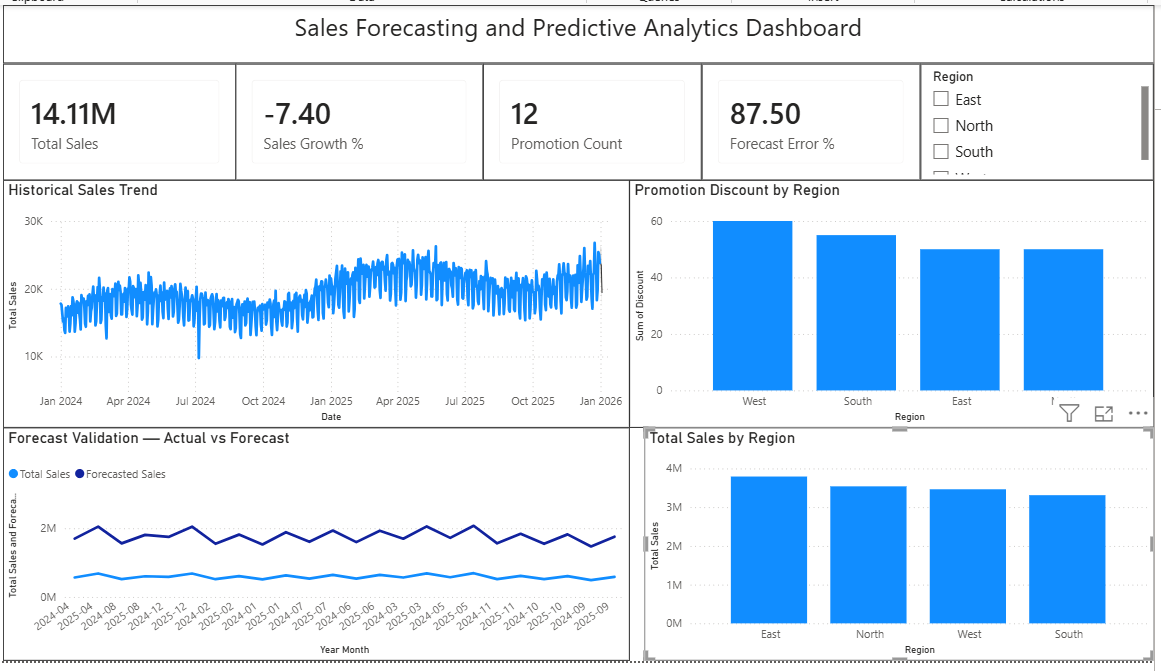 Sales Forecasting and Predictive Analytics Dashboard
14.11M
Total Sales
-7.40
Sales Growth %
12
Promotion Count
87.50
Forecast Error %
Region
East
North
South
Historical Sales Trend
30K
20K
10K
Total Sales
Jan 2024 Apr 2024 Jul 2024 Oct 2024 Jan 2025 Apr 2025 Jul 2025 Oct 2025 Jan 2026
Date
Promotion Discount by Region
60
40
20
0
Sum of Discount
West South East
Region
Forecast Validation — Actual vs Forecast
Total Sales Forecasted Sales
Total Sales and Foreca...
2M
0M
2024-04 2025-04 2024-08 2025-08 2024-12 2025-12 2024-02 2025-02 2024-01 2025-01 2024-07 2025-07 2024-06 2025-06 2024-03 2025-03 2024-05 2025-05 2024-11 2025-11 2024-10 2025-10 2024-09 2025-09
Year Month
Total Sales by Region
4M
3M
2M
1M
0M
Total Sales
East North West South
Region